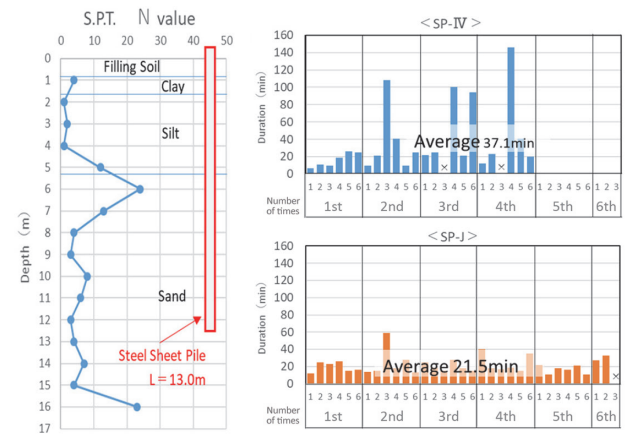 S.P.T. N value
0 10 20 30 40 50
0
1
2
3
4
5
6
7
8
9
10
11
12
13
14
15
16
17
Depth (m)
Filling Soil
Clay
Silt
Sand
Steel Sheet Pile
L=13.0m
<SP-Ⅳ>
160
140
120
100
80
60
40
20
0
Duration (min)
Average 37.1min
× ×
1 2 3 4 5 6 1 2 3 4 5 6 1 2 3 4 5 6 1 2 3 4 5 6 1 2 3 4 5 6 1 2 3
Number of times
1st 2nd 3rd 4th 5th 6th
<SP-J>
160
140
120
100
80
60
40
20
0
Duration (min)
Average 21.5min
×
1 2 3 4 5 6 1 2 3 4 5 6 1 2 3 4 5 6 1 2 3 4 5 6 1 2 3 4 5 6 1 2 3
Number of times
1st 2nd 3rd 4th 5th 6th